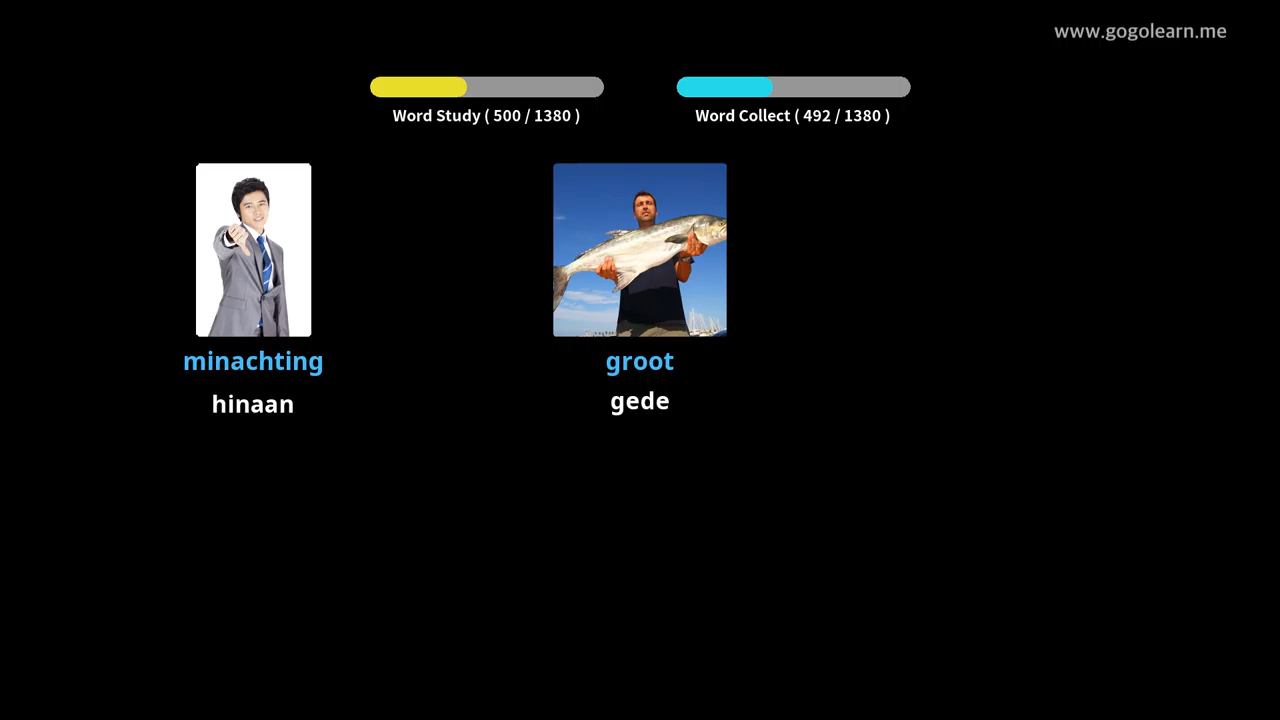 www.gogolearn.me
Word Study ( 500 / 1380 )
Word Collect ( 492 / 1380 )
minachting
groot
hinaan
gede